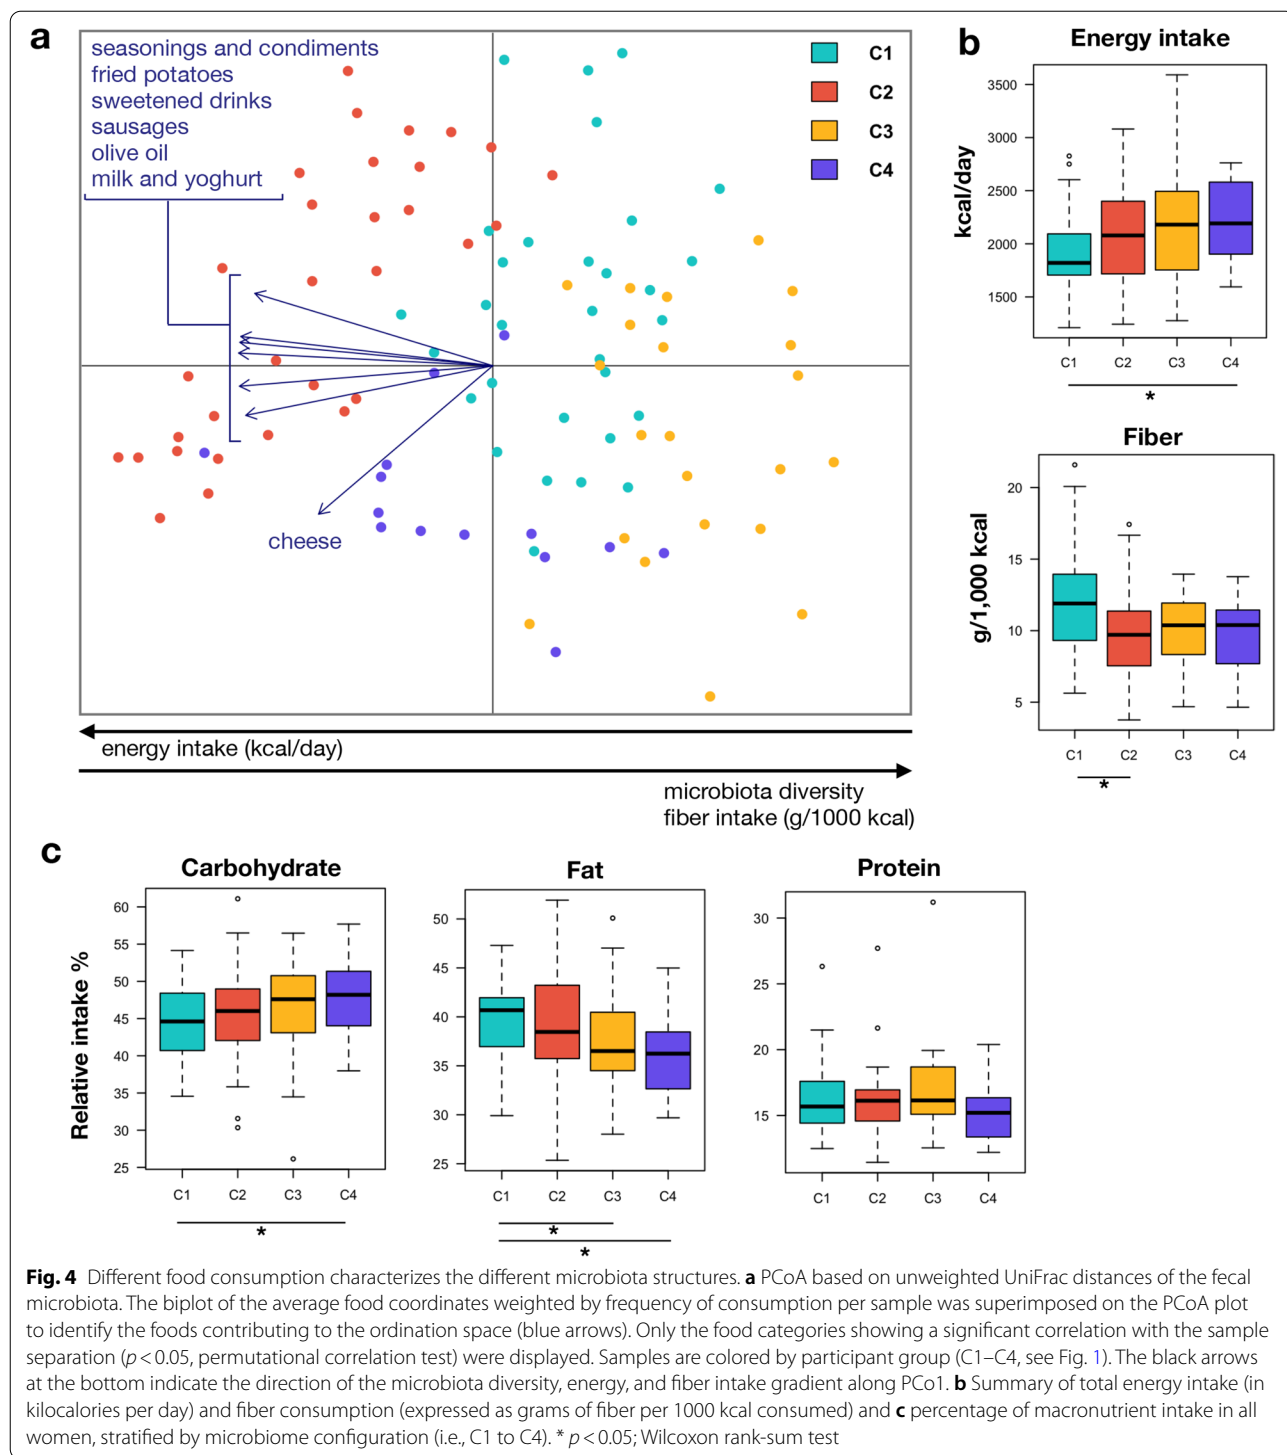 a
seasonings and condiments
fried potatoes
sweetened drinks
sausages
olive oil
milk and yoghurt
C1
C2
C3
C4
cheese
energy intake (kcal/day)
microbiota diversity
fiber intake (g/1000 kcal)
b
Energy intake
kcal/day
3500
3000
2500
2000
1500
C1 C2 C3 C4
*
Fiber
g/1,000 kcal
20
15
10
5
C1 C2 C3 C4
*
c
Carbohydrate
Relative intake %
60
55
50
45
40
35
30
25
C1 C2 C3 C4
*
Fat
50
45
40
35
30
25
C1 C2 C3 C4
*
*
Protein
30
25
20
15
C1 C2 C3 C4
Fig. 4 Different food consumption characterizes the different microbiota structures. a PCoA based on unweighted UniFrac distances of the fecal
microbiota. The biplot of the average food coordinates weighted by frequency of consumption per sample was superimposed on the PCoA plot
to identify the foods contributing to the ordination space (blue arrows). Only the food categories showing a significant correlation with the sample
separation (p < 0.05, permutational correlation test) were displayed. Samples are colored by participant group (C1–C4, see Fig. 1). The black arrows
at the bottom indicate the direction of the microbiota diversity, energy, and fiber intake gradient along PCo1. b Summary of total energy intake (in
kilocalories per day) and fiber consumption (expressed as grams of fiber per 1000 kcal consumed) and c percentage of macronutrient intake in all
women, stratified by microbiome configuration (i.e., C1 to C4). * p < 0.05; Wilcoxon rank-sum test